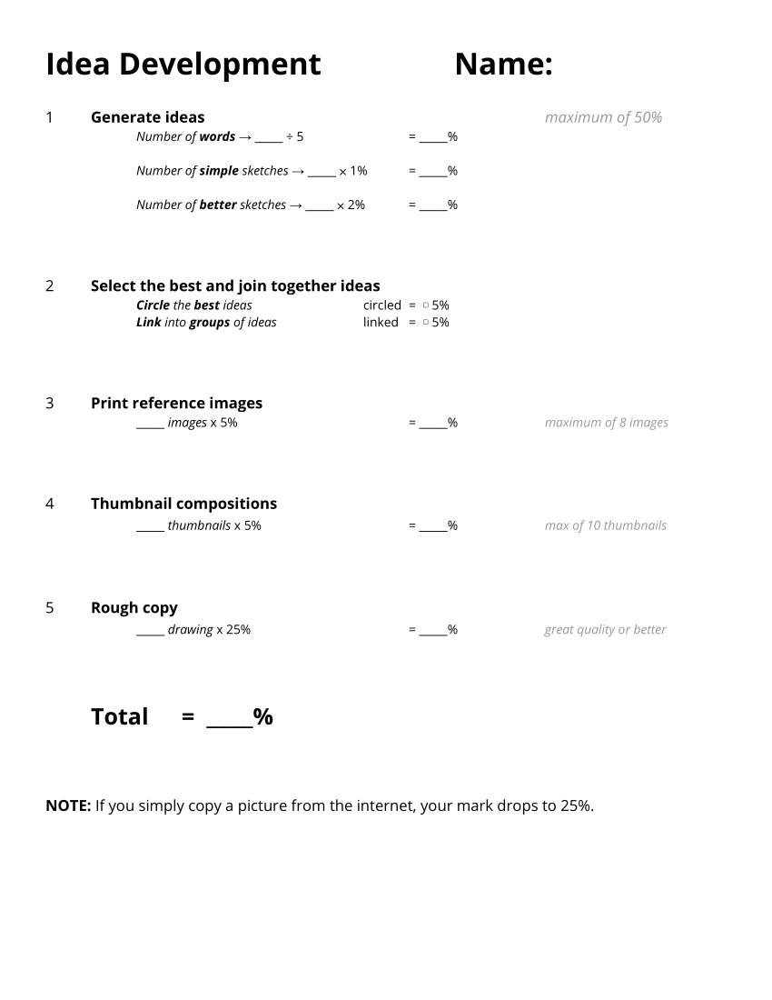 Idea Development Name:
1 Generate ideas maximum of 50%
Number of words → _____ ÷ 5 = _____%
Number of simple sketches → _____ × 1% = _____%
Number of better sketches → _____ × 2% = _____%
2 Select the best and join together ideas
Circle the best ideas circled = □ 5%
Link into groups of ideas linked = □ 5%
3 Print reference images
_____ images x 5% = _____% maximum of 8 images
4 Thumbnail compositions
_____ thumbnails x 5% = _____% max of 10 thumbnails
5 Rough copy
_____ drawing x 25% = _____% great quality or better
Total = _____%
NOTE: If you simply copy a picture from the internet, your mark drops to 25%.